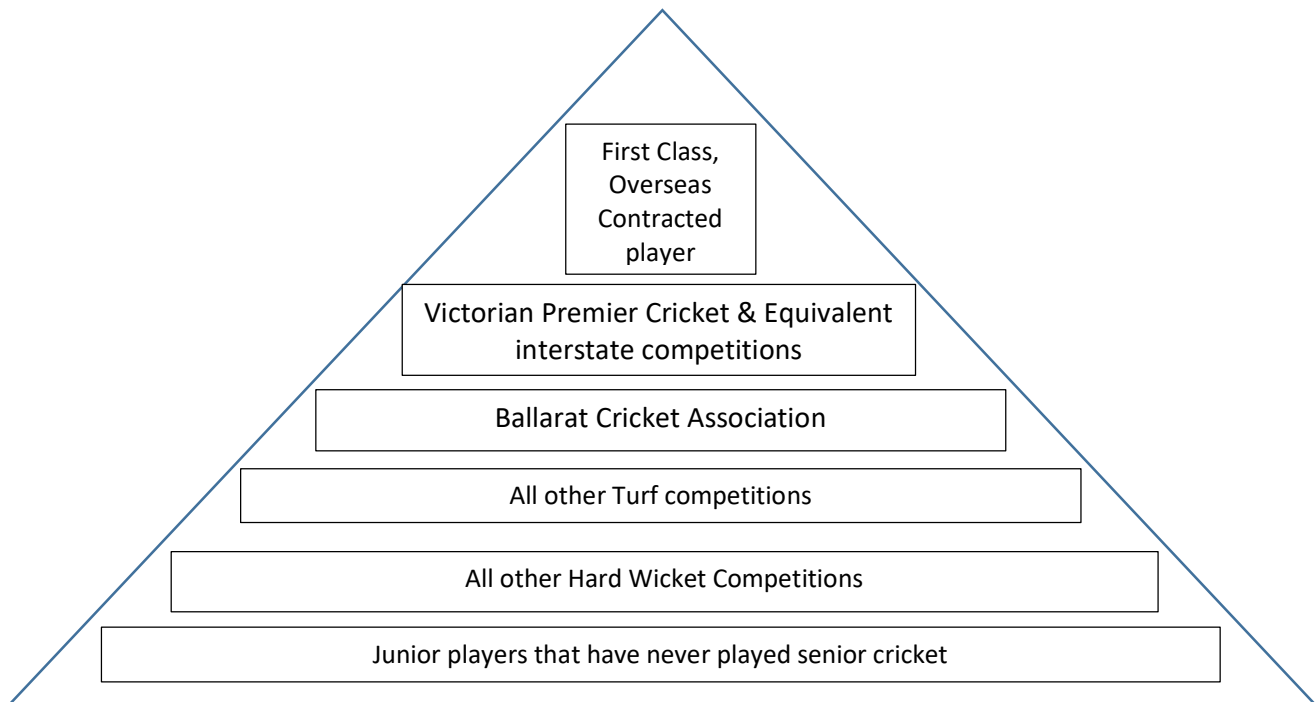 First Class,
Overseas
Contracted
player
Victorian Premier Cricket & Equivalent
interstate competitions
Ballarat Cricket Association
All other Turf competitions
All other Hard Wicket Competitions
Junior players that have never played senior cricket